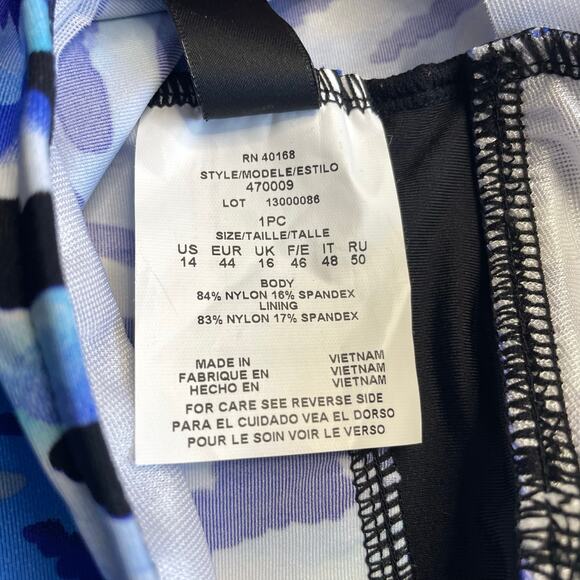 RN 40168
STYLE/MODELE/ESTILO
470009
LOT 13000086
1PC
SIZE/TAILLE/TALLE
US EUR UK F/E IT RU
14 44 16 46 48 50
BODY
84% NYLON 16% SPANDEX
LINING
83% NYLON 17% SPANDEX
MADE IN VIETNAM
FABRIQUE EN VIETNAM
HECHO EN VIETNAM
FOR CARE SEE REVERSE SIDE
PARA EL CUIDADO VEA EL DORSO
POUR LE SOIN VOIR LE VERSO